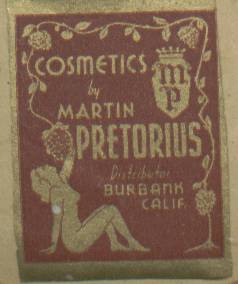 COSMETICS
by
MARTIN
PRETORIUS
Distributor
BURBANK
CALIF.
MP